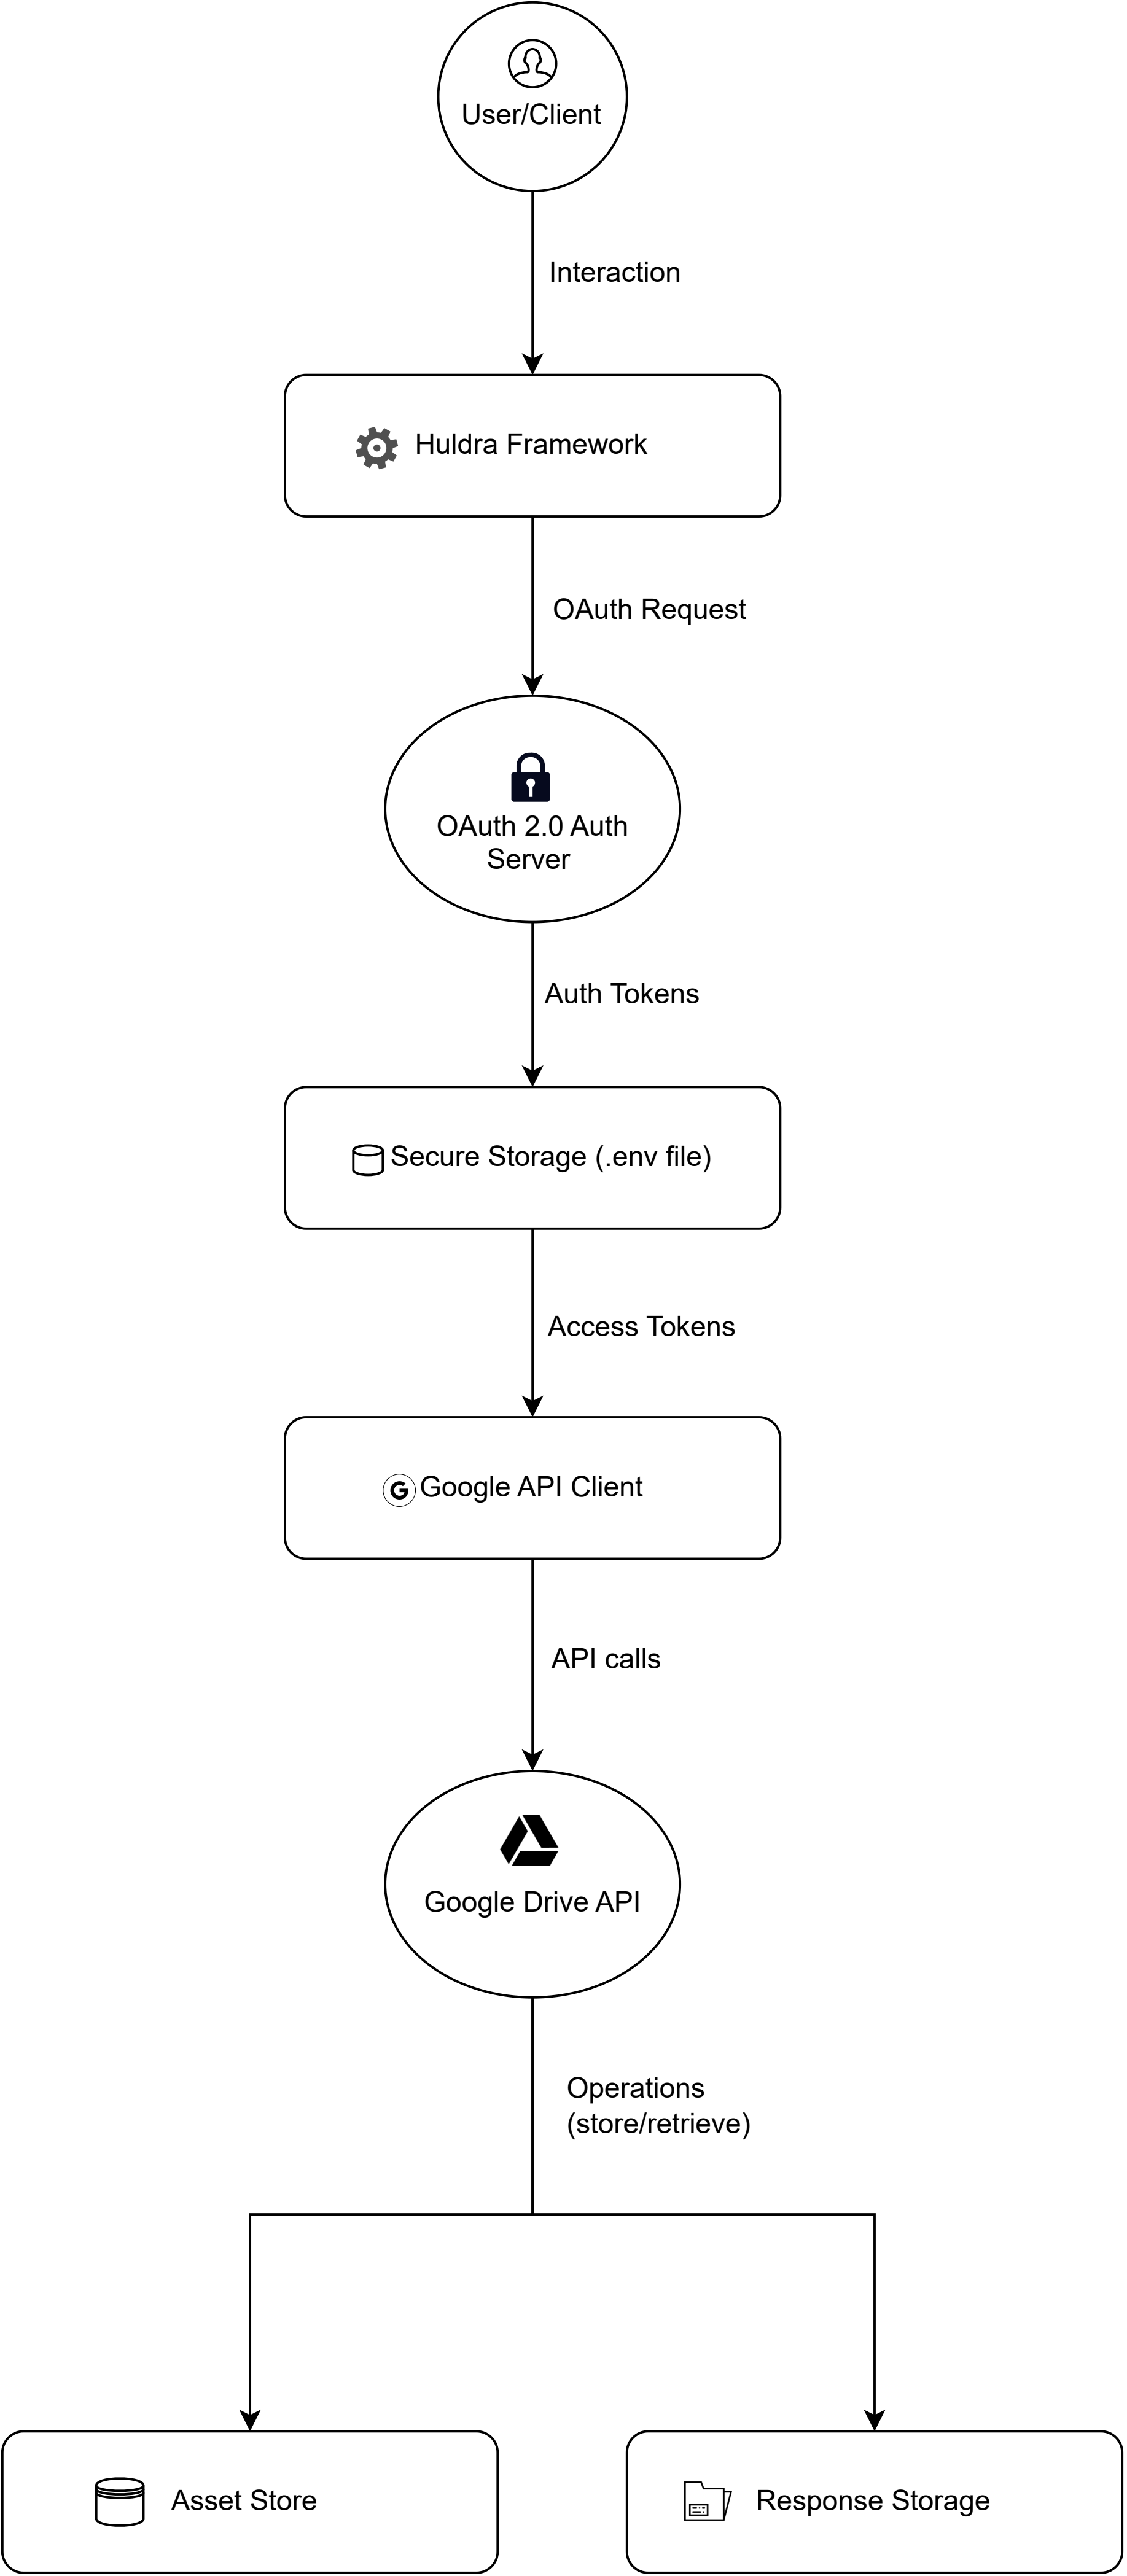 User/Client
Interaction
Huldra Framework
OAuth Request
OAuth 2.0 Auth
Server
Auth Tokens
Secure Storage (.env file)
Access Tokens
Google API Client
API calls
Google Drive API
Operations
(store/retrieve)
Asset Store
Response Storage